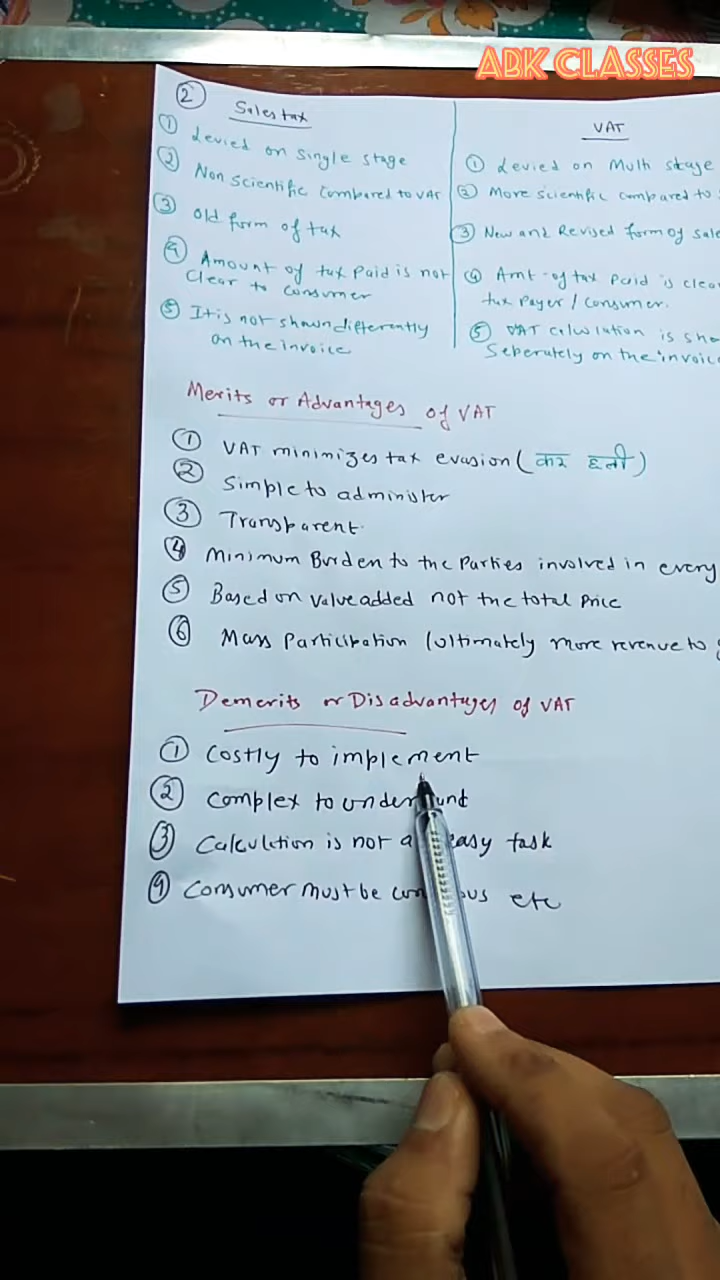 ABK CLASSES
② Sales tax
① Levied on single stage
② Non scientific compared to VAT
③ Old form of tax
④ Amount of tax paid is not
clear to consumer
⑤ It is not shown differently
on the invoice
VAT
① Levied on Multi stage
② More scientific compared to
③ New and Revised form of sale
④ Amt. of tax paid is clea
tax payer / consumer.
⑤ VAT calculation is sho
Seperately on the invoice
Merits or Advantages of VAT
① VAT minimizes tax evasion (कर छली)
② Simple to administer
③ Transparent.
④ Minimum Burden to the Parties involved in every
⑤ Based on value added not the total price
⑥ Mass Participation (ultimately more revenue to
Demerits or Disadvantages of VAT
① Costly to implement
② Complex to under
③ Calculation is not a easy task
④ Consumer must be etc